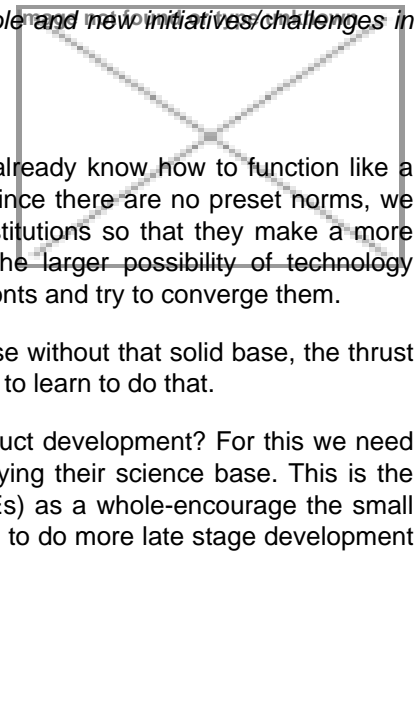 ole and new initiatives/challenges in
already know how to function like a
ince there are no preset norms, we
stitutions so that they make a more
he larger possibility of technology
onts and try to converge them.
se without that solid base, the thrust
to learn to do that.
uct development? For this we need
ying their science base. This is the
Es) as a whole-encourage the small
to do more late stage development